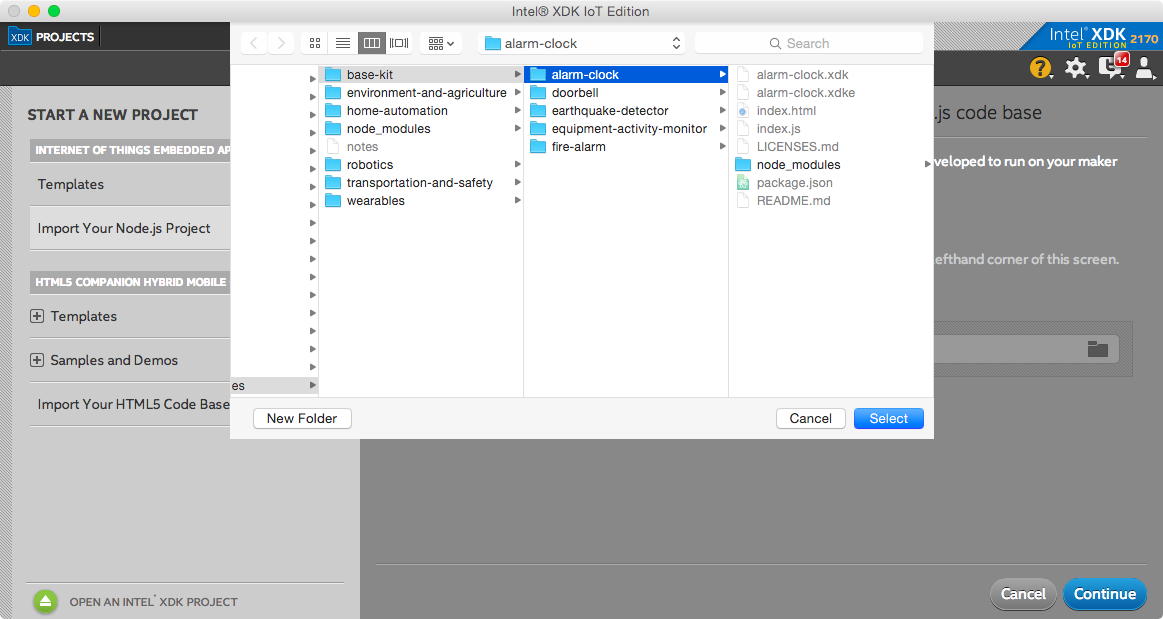 Intel® XDK IoT Edition
XDK PROJECTS
Intel® XDK
IoT EDITION 2170
alarm-clock
Search
14
START A NEW PROJECT
INTERNET OF THINGS EMBEDDED AP
Templates
Import Your Node.js Project
HTML5 COMPANION HYBRID MOBILE
Templates
Samples and Demos
Import Your HTML5 Code Base
es
base-kit
environment-and-agriculture
home-automation
node_modules
notes
robotics
transportation-and-safety
wearables
alarm-clock
doorbell
earthquake-detector
equipment-activity-monitor
fire-alarm
alarm-clock.xdk
alarm-clock.xdke
index.html
index.js
LICENSES.md
node_modules
package.json
README.md
.js code base
veloped to run on your maker
efthand corner of this screen.
New Folder
Cancel
Select
OPEN AN INTEL® XDK PROJECT
Cancel
Continue